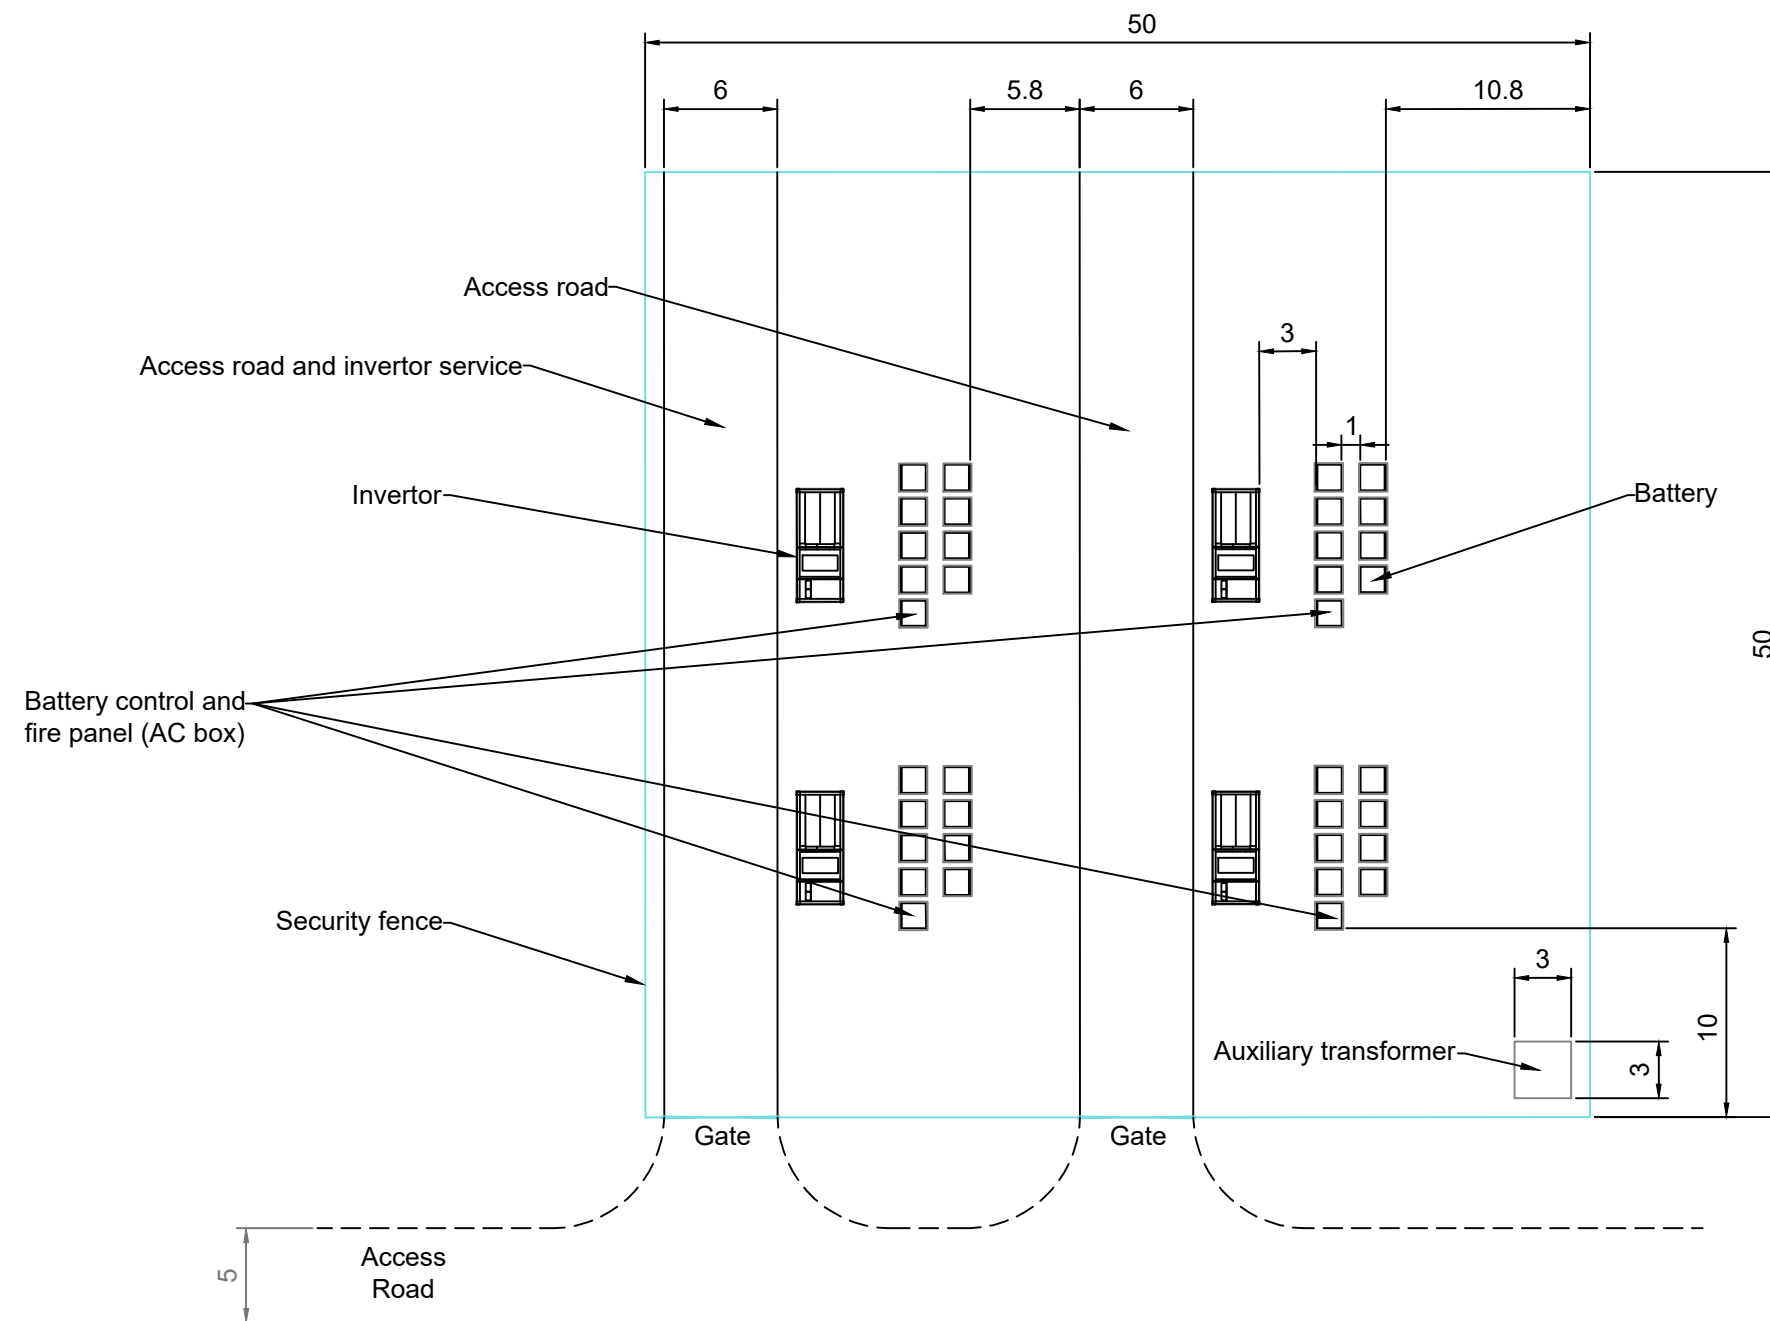 50
6
5.8
6
10.8
Access road
3
Access road and invertor service
1
Invertor
Battery
50
Battery control and
fire panel (AC box)
Security fence
3
10
Auxiliary transformer
3
Gate
Gate
Access
Road
5